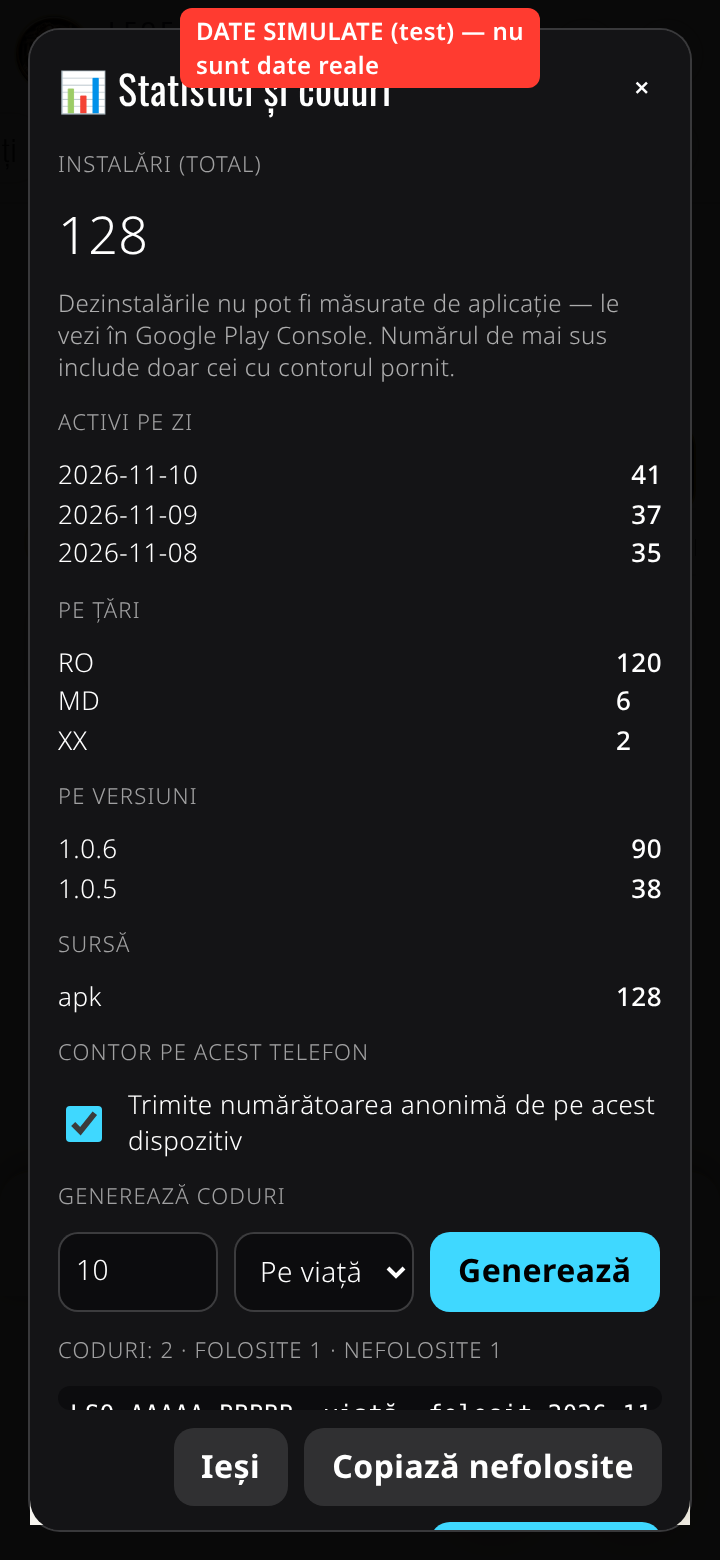 DATE SIMULATE (test) — nu
sunt date reale
📊 Statistici și coduri
×
INSTALĂRI (TOTAL)
128
Dezinstalările nu pot fi măsurate de aplicație — le
vezi în Google Play Console. Numărul de mai sus
include doar cei cu contorul pornit.
ACTIVI PE ZI
2026-11-10 41
2026-11-09 37
2026-11-08 35
PE ȚĂRI
RO 120
MD 6
XX 2
PE VERSIUNI
1.0.6 90
1.0.5 38
SURSĂ
apk 128
CONTOR PE ACEST TELEFON
Trimite numărătoarea anonimă de pe acest
dispozitiv
GENEREAZĂ CODURI
10 Pe viață Generează
CODURI: 2 · FOLOSITE 1 · NEFOLOSITE 1
Ieși Copiază nefolosite